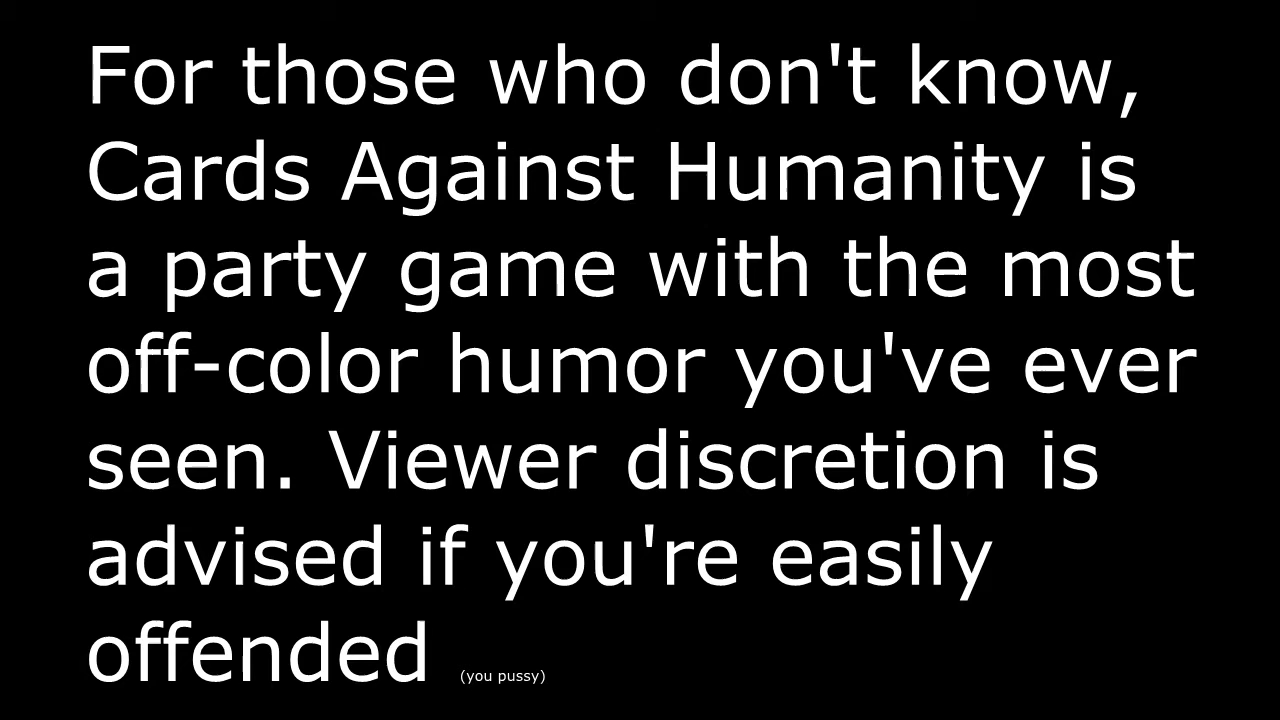 For those who don't know,
Cards Against Humanity is
a party game with the most
off-color humor you've ever
seen. Viewer discretion is
advised if you're easily
offended (you pussy)